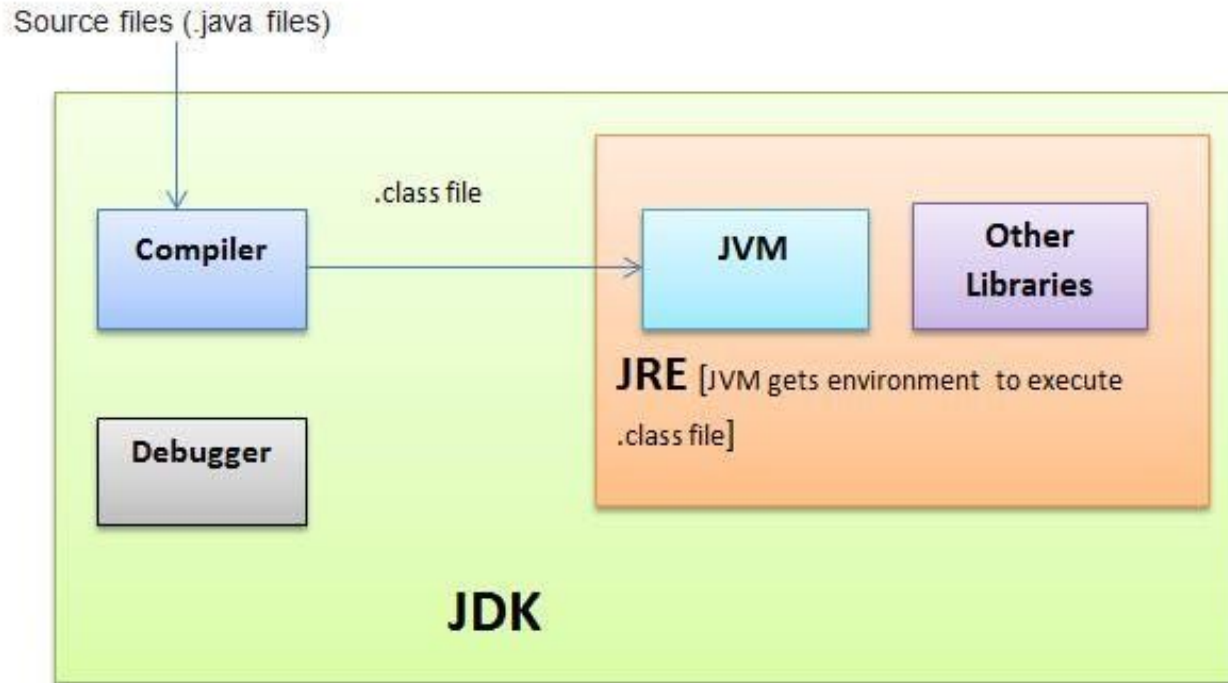 Source files (.java files)
.class file
Compiler
JVM
Other
Libraries
JRE [JVM gets environment to execute
.class file]
Debugger
JDK